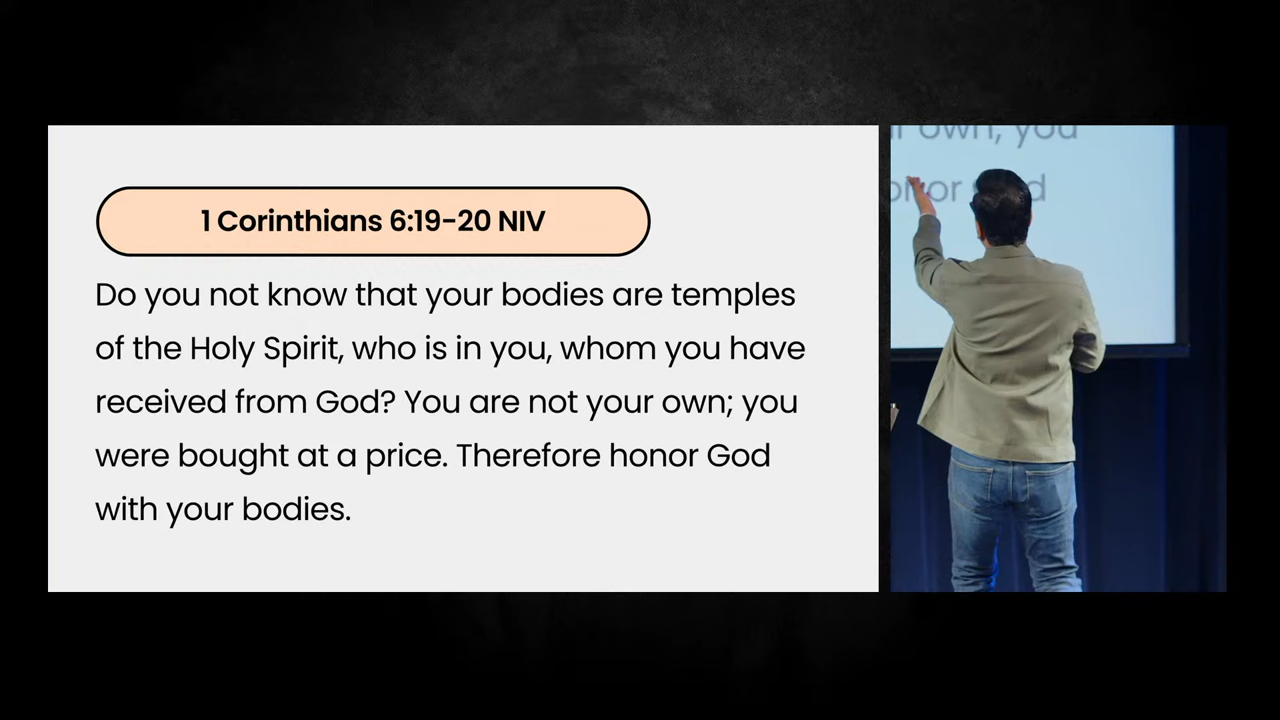 1 Corinthians 6:19-20 NIV
Do you not know that your bodies are temples
of the Holy Spirit, who is in you, whom you have
received from God? You are not your own; you
were bought at a price. Therefore honor God
with your bodies.
own, you